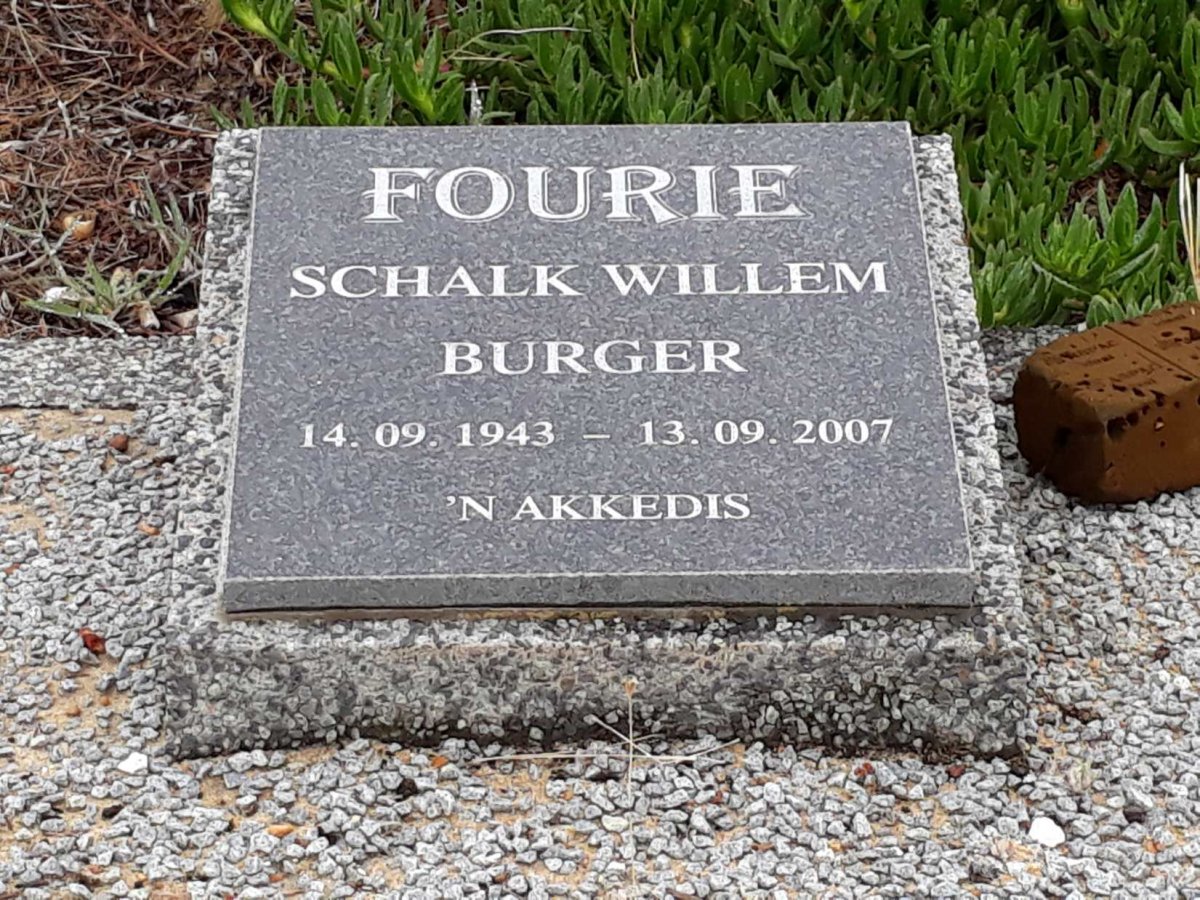 FOURIE
SCHALK WILLEM
BURGER
14. 09. 1943 – 13. 09. 2007
’N AKKEDIS